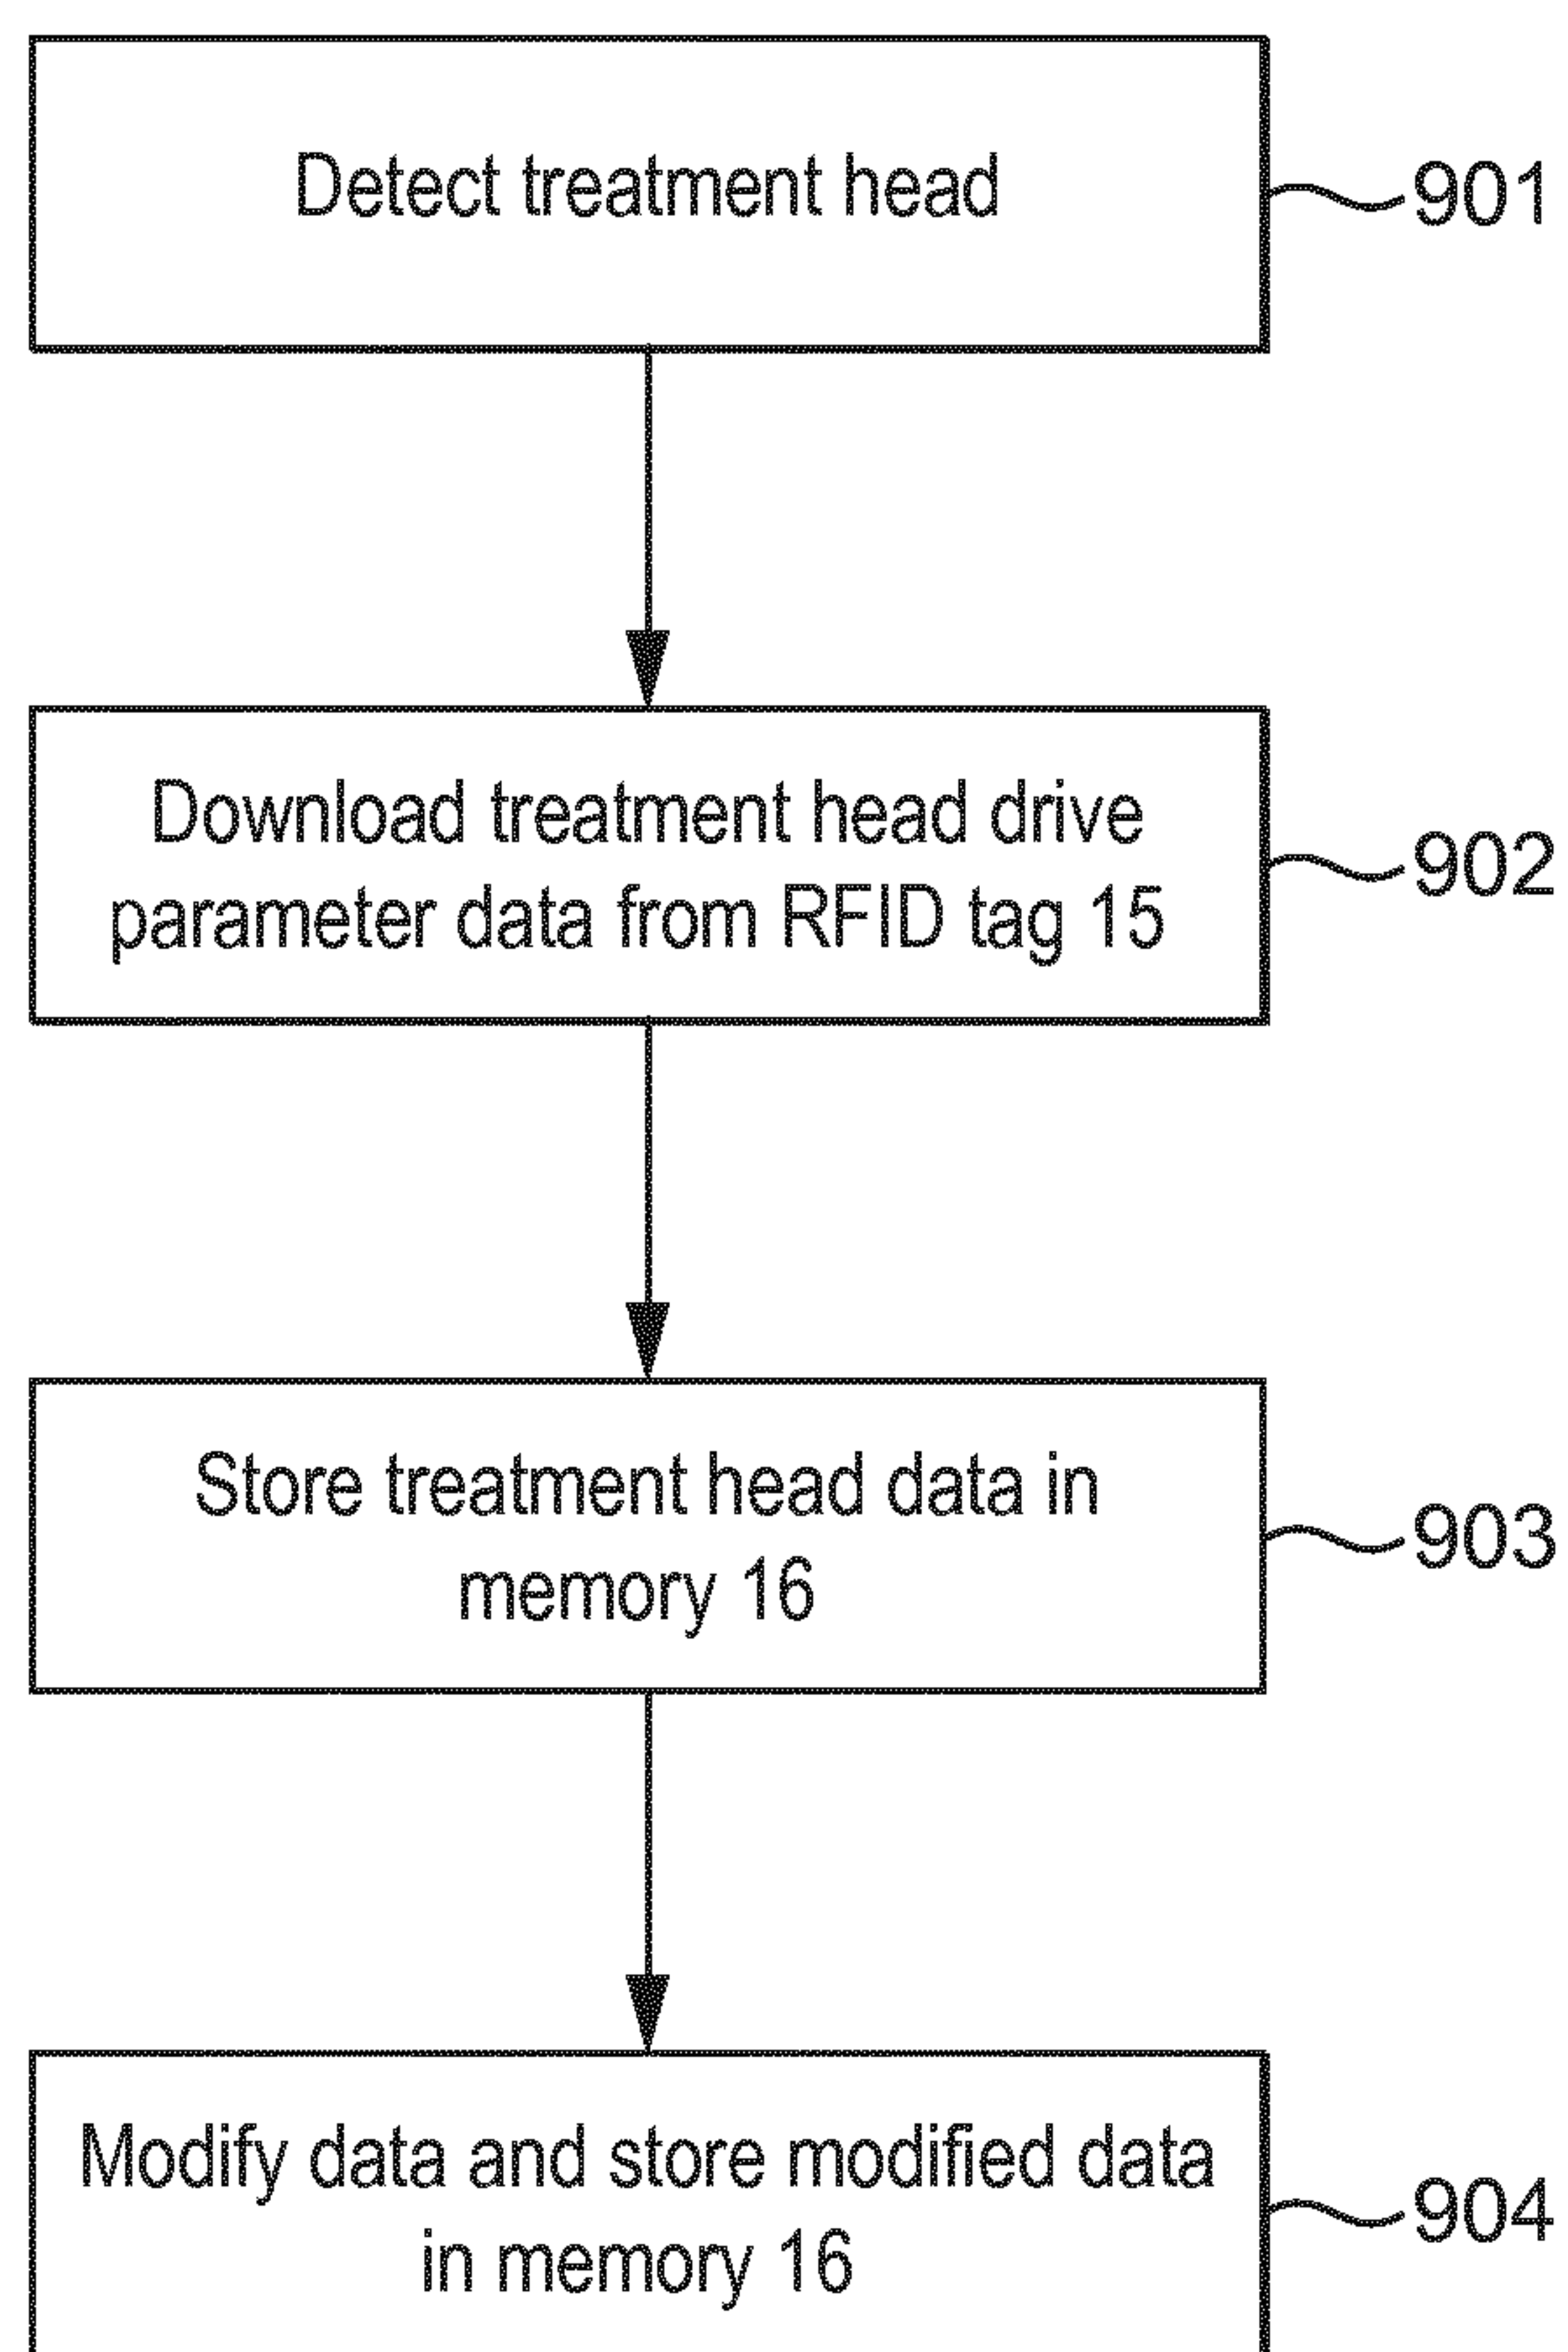 Detect treatment head
901
Download treatment head drive
parameter data from RFID tag 15
902
Store treatment head data in
memory 16
903
Modify data and store modified data
in memory 16
904